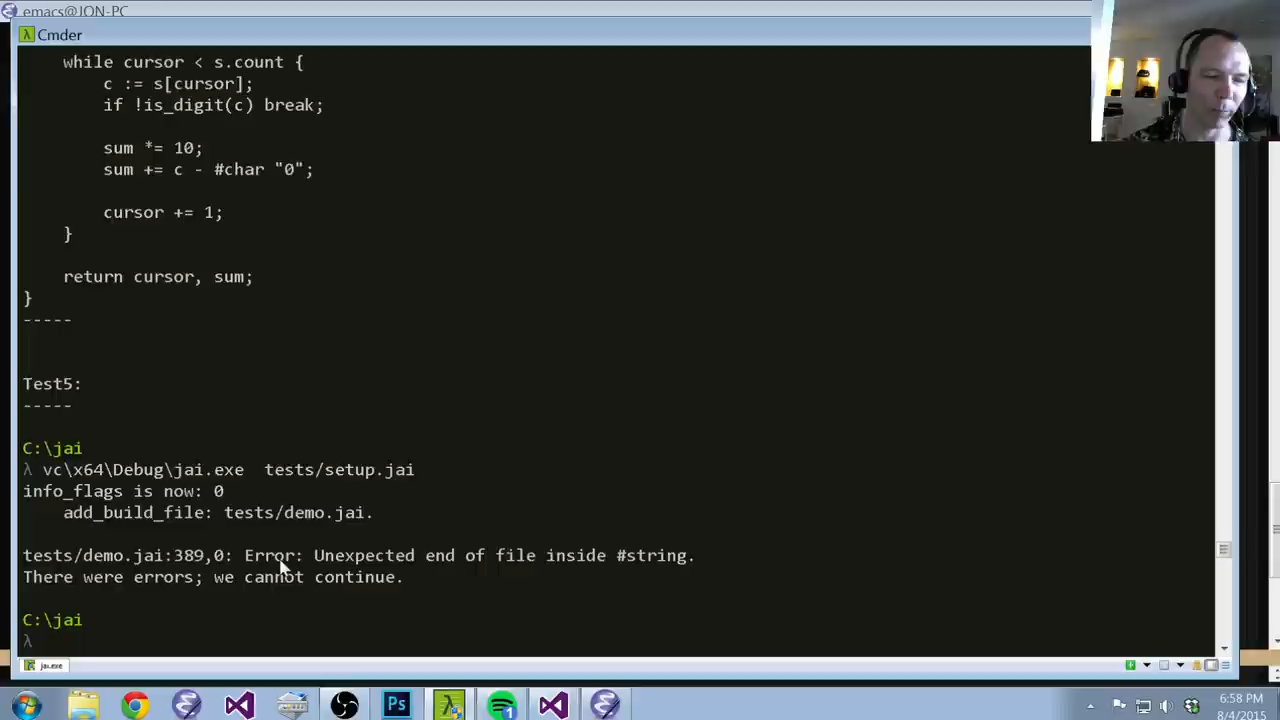 emacs@JON-PC
Cmder
while cursor < s.count {
c := s[cursor];
if !is_digit(c) break;
sum *= 10;
sum += c - #char "0";
cursor += 1;
}
return cursor, sum;
}
-----
Test5:
-----
C:\jai
λ vc\x64\Debug\jai.exe  tests/setup.jai
info_flags is now: 0
add_build_file: tests/demo.jai.
tests/demo.jai:389,0: Error: Unexpected end of file inside #string.
There were errors; we cannot continue.
C:\jai
λ
jai.exe
Ps
λ
1
6:58 PM
8/4/2015